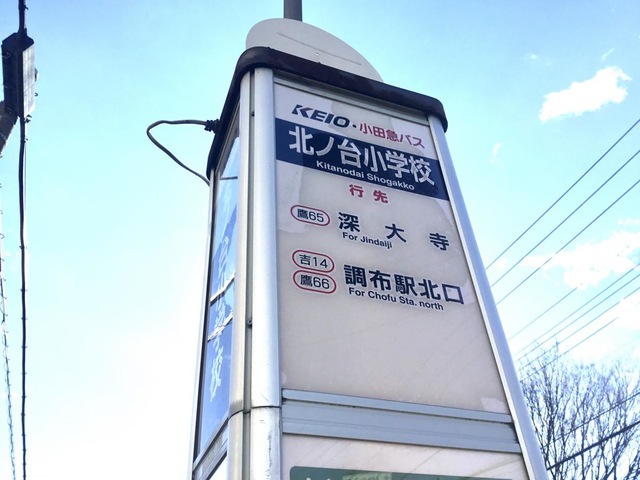 KEIO・小田急バス
北ノ台小学校
Kitanodai Shogakko
行先
鷹65 深大寺
For Jindaiji
吉14
鷹66 調布駅北口
For Chofu Sta. north